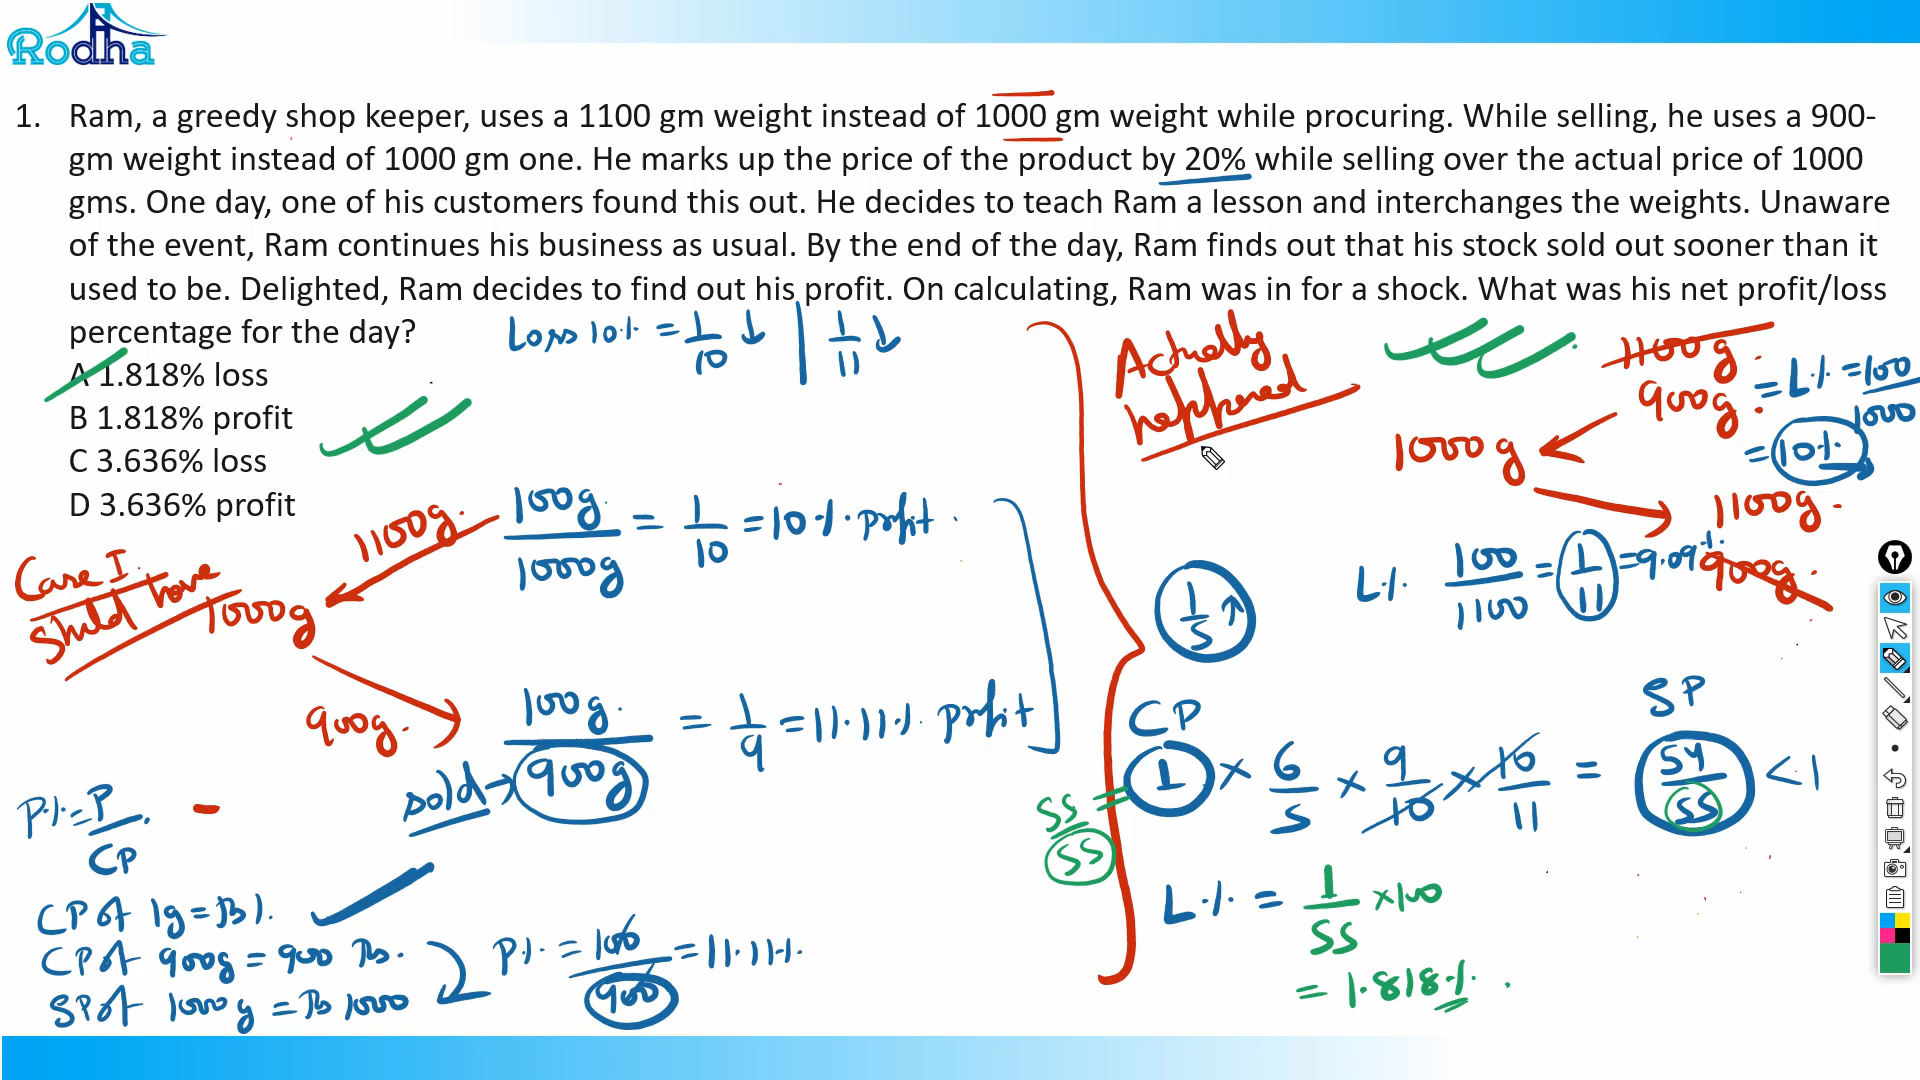 Rodha
1. Ram, a greedy shop keeper, uses a 1100 gm weight instead of 1000 gm weight while procuring. While selling, he uses a 900-
gm weight instead of 1000 gm one. He marks up the price of the product by 20% while selling over the actual price of 1000
gms. One day, one of his customers found this out. He decides to teach Ram a lesson and interchanges the weights. Unaware
of the event, Ram continues his business as usual. By the end of the day, Ram finds out that his stock sold out sooner than it
used to be. Delighted, Ram decides to find out his profit. On calculating, Ram was in for a shock. What was his net profit/loss
percentage for the day?
A 1.818% loss
B 1.818% profit
C 3.636% loss
D 3.636% profit
Loss 10% = 1/10 ↓ | 1/11 ↓
Case I
Should have
1100g.
1000g
100g/1000g = 1/10 = 10% profit
900g.
sold → 100g./900g = 1/9 = 11.11% profit
P% = P/CP
CP of 1g = Rs 1.
CP of 900g = 900 Rs.
SP of 1000g = Rs 1000
P% = 100/900 = 11.11%
Actually
happened
1100g.
900g. = L% = 100/1000
= 10%
1000g
1100g.
900g.
L% 100/1100 = 1/11 = 9.09%
1/5 ↑
CP
SP
55/55 = 1 × 6/5 × 9/10 × 10/11 = 54/55 < 1
L% = 1/55 × 100
= 1.818%.